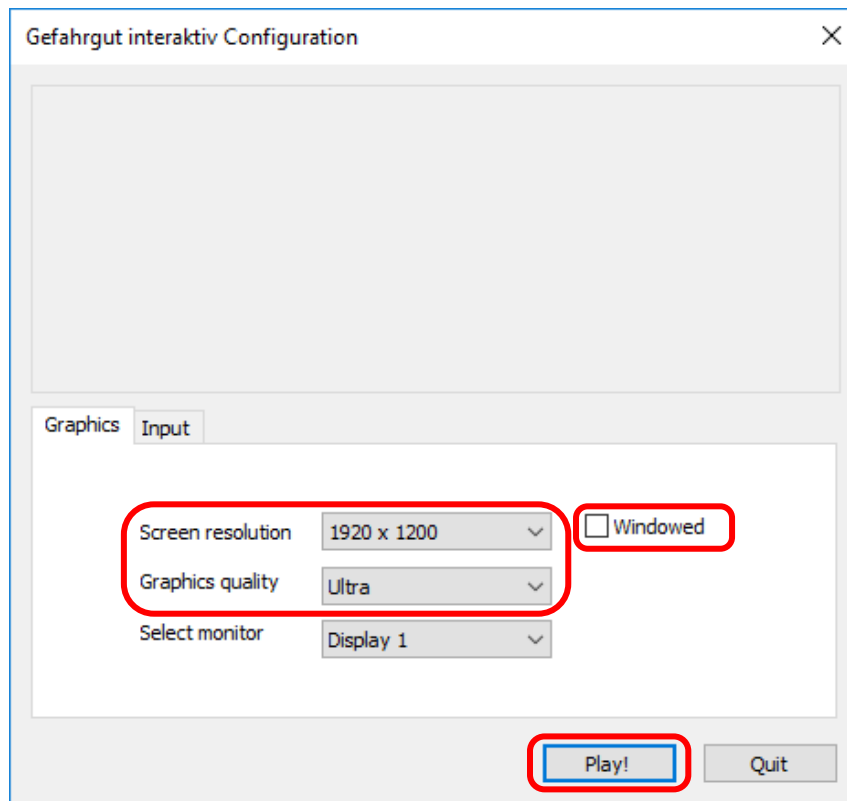 Gefahrgut interaktiv Configuration
Graphics
Input
Screen resolution
1920 x 1200
Windowed
Graphics quality
Ultra
Select monitor
Display 1
Play!
Quit